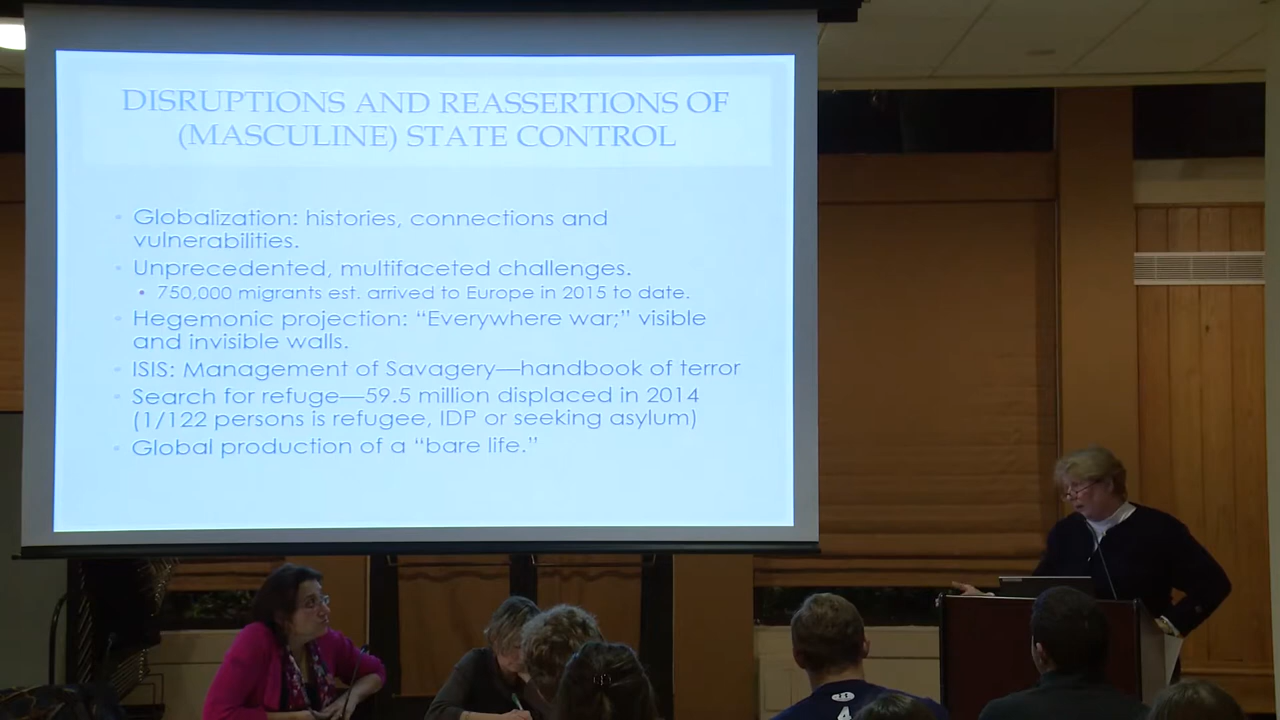 DISRUPTIONS AND REASSERTIONS OF
(MASCULINE) STATE CONTROL
Globalization: histories, connections and
vulnerabilities.
Unprecedented, multifaceted challenges.
750,000 migrants est. arrived to Europe in 2015 to date.
Hegemonic projection: “Everywhere war;” visible
and invisible walls.
ISIS: Management of Savagery—handbook of terror
Search for refuge—59.5 million displaced in 2014
(1/122 persons is refugee, IDP or seeking asylum)
Global production of a “bare life.”
4